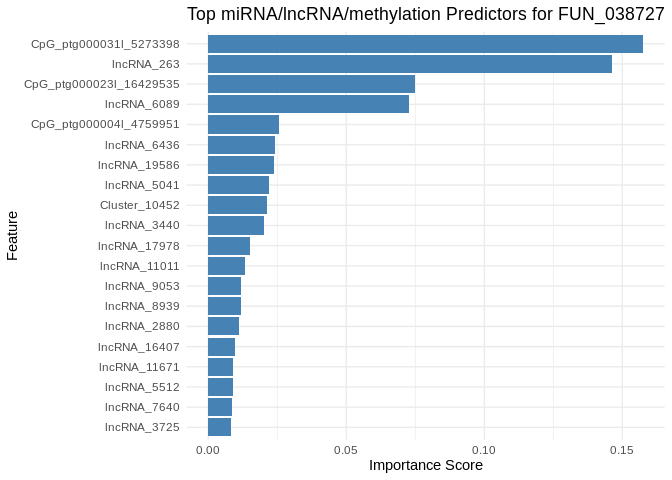 Top miRNA/lncRNA/methylation Predictors for FUN_038727
Feature
CpG_ptg000031l_5273398
lncRNA_263
CpG_ptg000023l_16429535
lncRNA_6089
CpG_ptg000004l_4759951
lncRNA_6436
lncRNA_19586
lncRNA_5041
Cluster_10452
lncRNA_3440
lncRNA_17978
lncRNA_11011
lncRNA_9053
lncRNA_8939
lncRNA_2880
lncRNA_16407
lncRNA_11671
lncRNA_5512
lncRNA_7640
lncRNA_3725
0.00 0.05 0.10 0.15
Importance Score